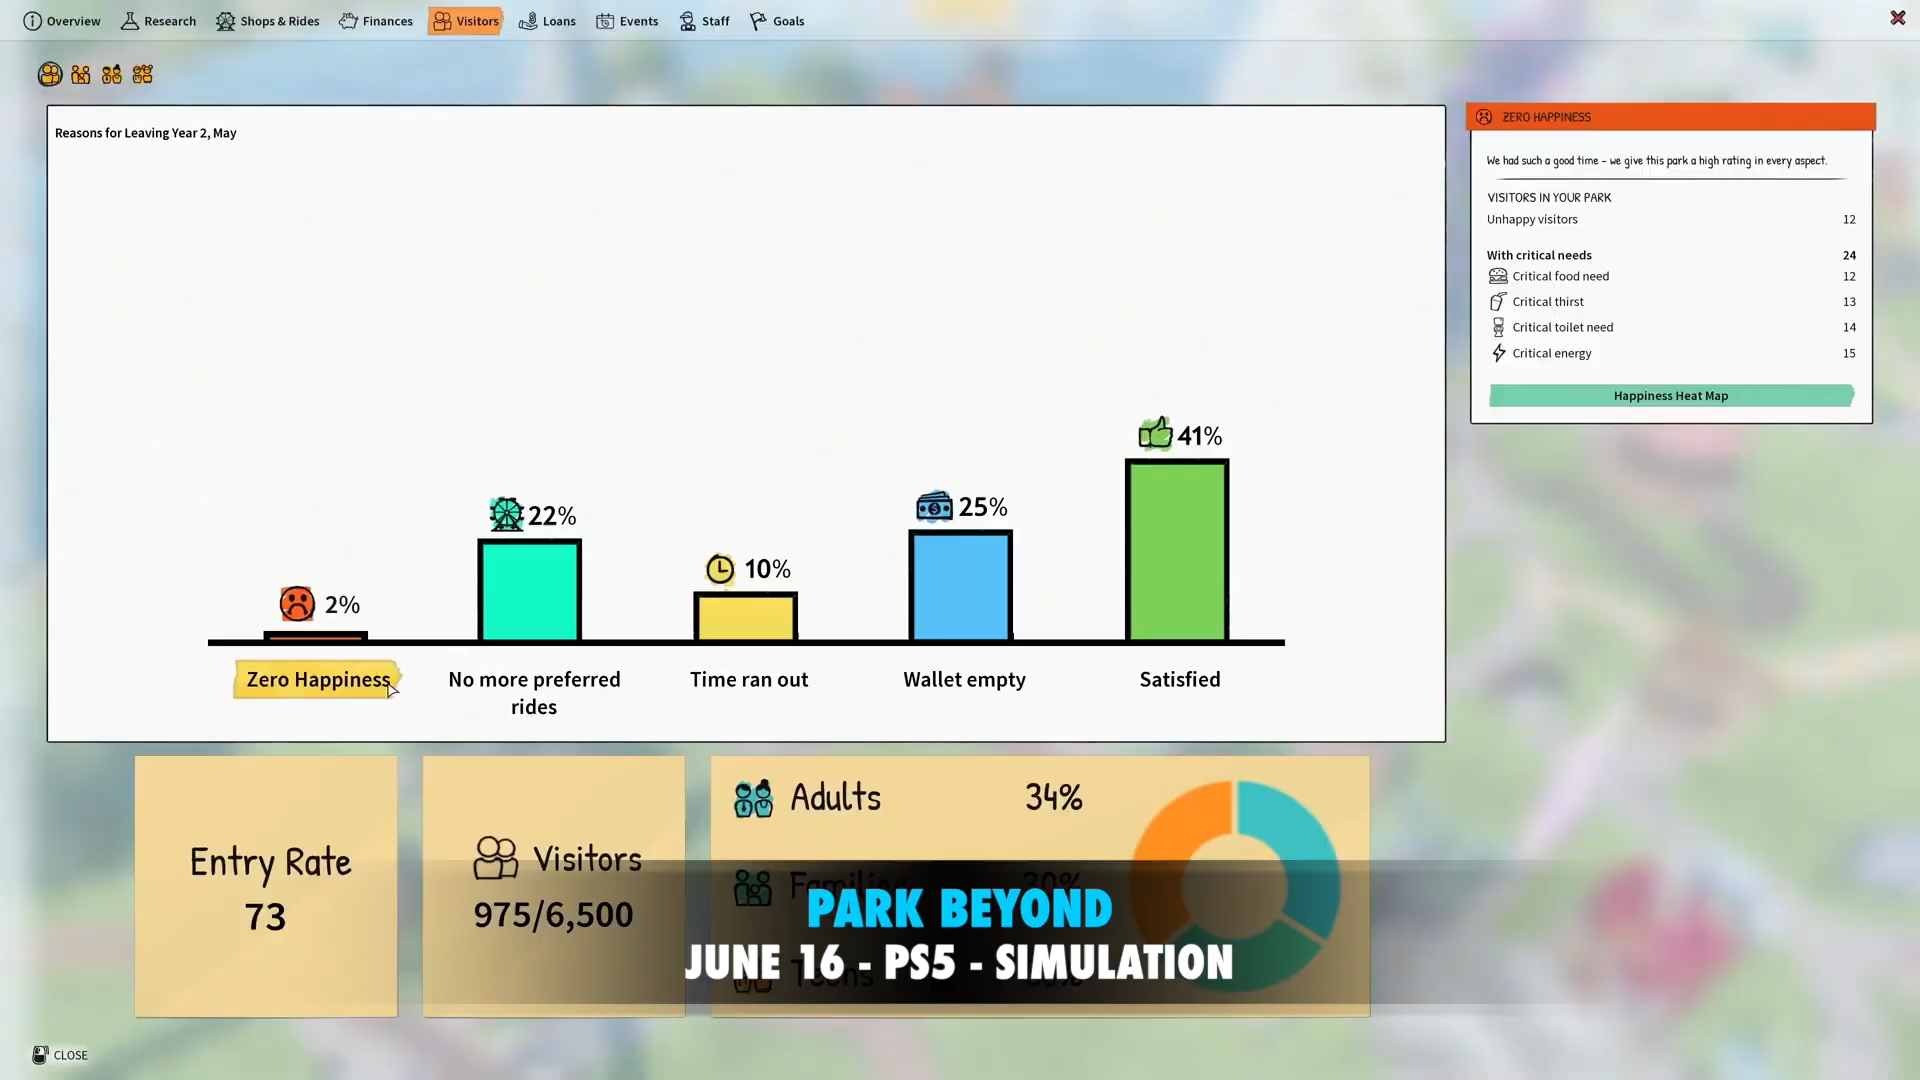 Overview
Research
Shops & Rides
Finances
Visitors
Loans
Events
Staff
Goals
Reasons for Leaving Year 2, May
2%
22%
10%
25%
41%
Zero Happiness
No more preferred
rides
Time ran out
Wallet empty
Satisfied
ZERO HAPPINESS
We had such a good time - we give this park a high rating in every aspect.
VISITORS IN YOUR PARK
Unhappy visitors 12
With critical needs 24
Critical food need 12
Critical thirst 13
Critical toilet need 14
Critical energy 15
Happiness Heat Map
Entry Rate
73
Visitors
975/6,500
Adults 34%
Families 30%
Teens
PARK BEYOND
JUNE 16 - PS5 - SIMULATION
CLOSE